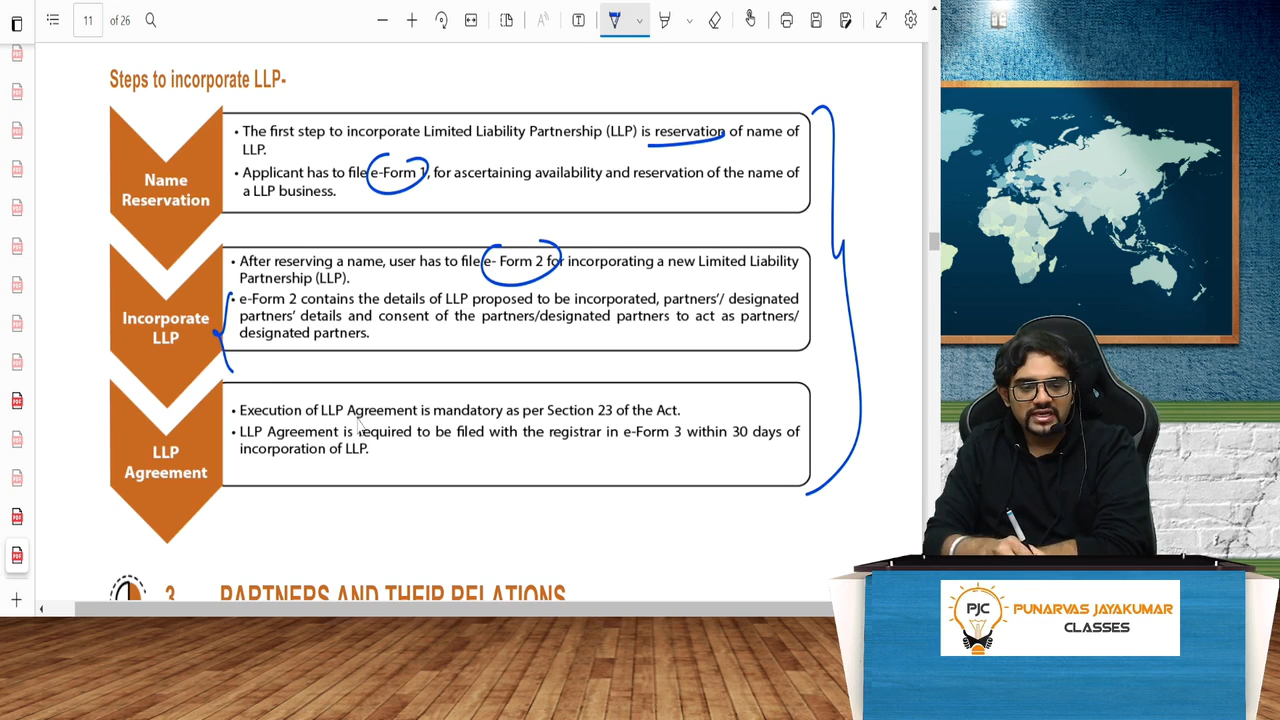 11 of 26
Steps to incorporate LLP-
Name
Reservation
• The first step to incorporate Limited Liability Partnership (LLP) is reservation of name of
LLP.
• Applicant has to file e-Form 1, for ascertaining availability and reservation of the name of
a LLP business.
Incorporate
LLP
• After reserving a name, user has to file e- Form 2 for incorporating a new Limited Liability
Partnership (LLP).
• e-Form 2 contains the details of LLP proposed to be incorporated, partners'/ designated
partners' details and consent of the partners/designated partners to act as partners/
designated partners.
LLP
Agreement
• Execution of LLP Agreement is mandatory as per Section 23 of the Act.
• LLP Agreement is required to be filed with the registrar in e-Form 3 within 30 days of
incorporation of LLP.
3. PARTNERS AND THEIR RELATIONS
PJC
PUNARVAS JAYAKUMAR
CLASSES